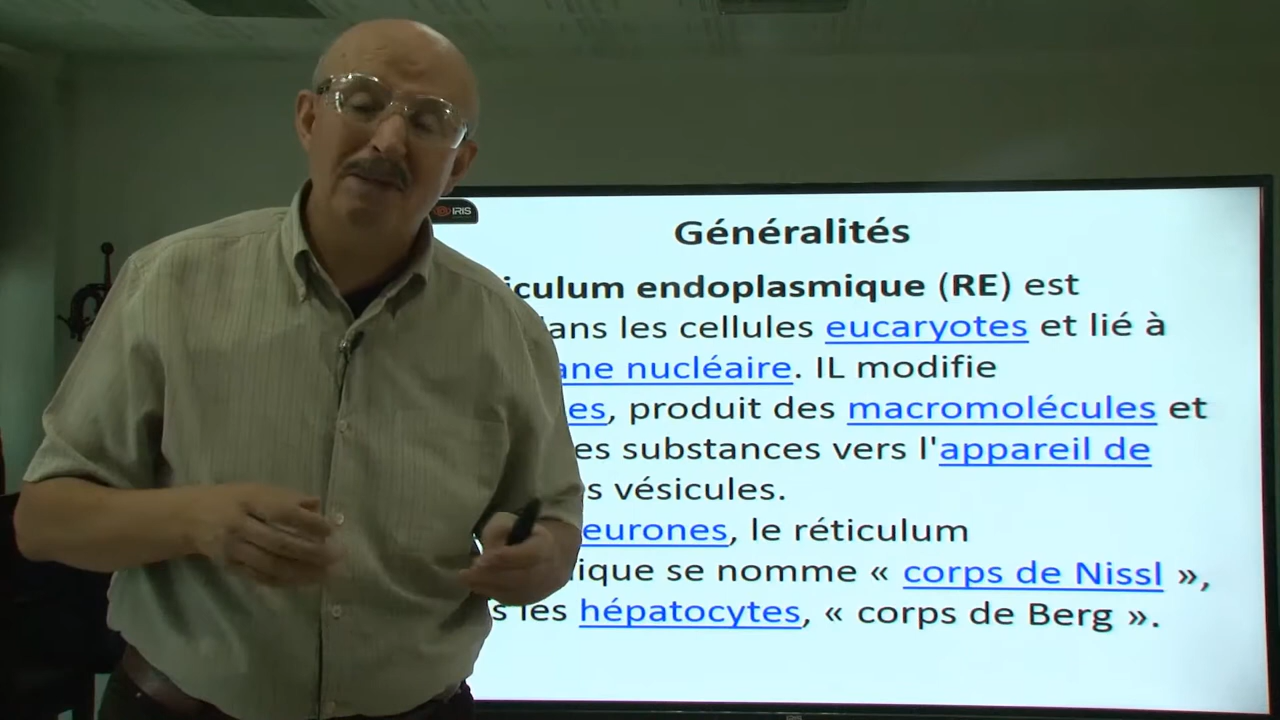 IRIS
Généralités
iculum endoplasmique (RE) est
ans les cellules eucaryotes et lié à
ane nucléaire. IL modifie
es, produit des macromolécules et
es substances vers l'appareil de
s vésicules.
eurones, le réticulum
ique se nomme « corps de Nissl »,
s les hépatocytes, « corps de Berg ».